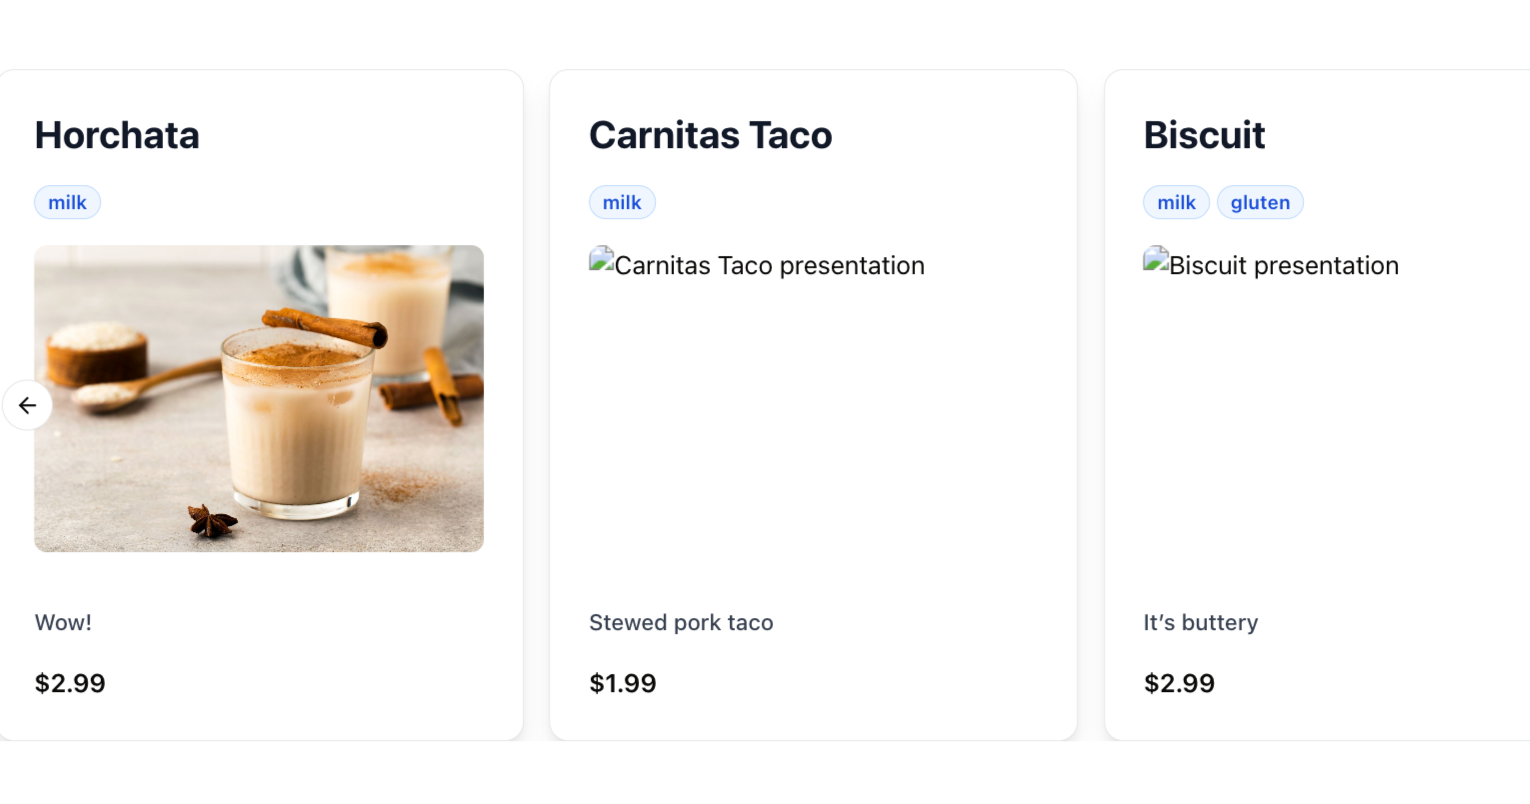 Horchata
milk
Wow!
$2.99
Carnitas Taco
milk
Carnitas Taco presentation
Stewed pork taco
$1.99
Biscuit
milk gluten
Biscuit presentation
It’s buttery
$2.99